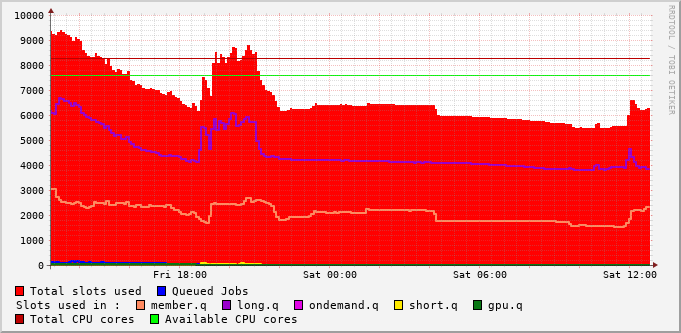 10000
9000
8000
7000
6000
5000
4000
3000
2000
1000
0
Fri 18:00 Sat 00:00 Sat 06:00 Sat 12:00
Total slots used Queued Jobs
Slots used in : member.q long.q ondemand.q short.q gpu.q
Total CPU cores Available CPU cores
RRDTOOL / TOBI OETIKER